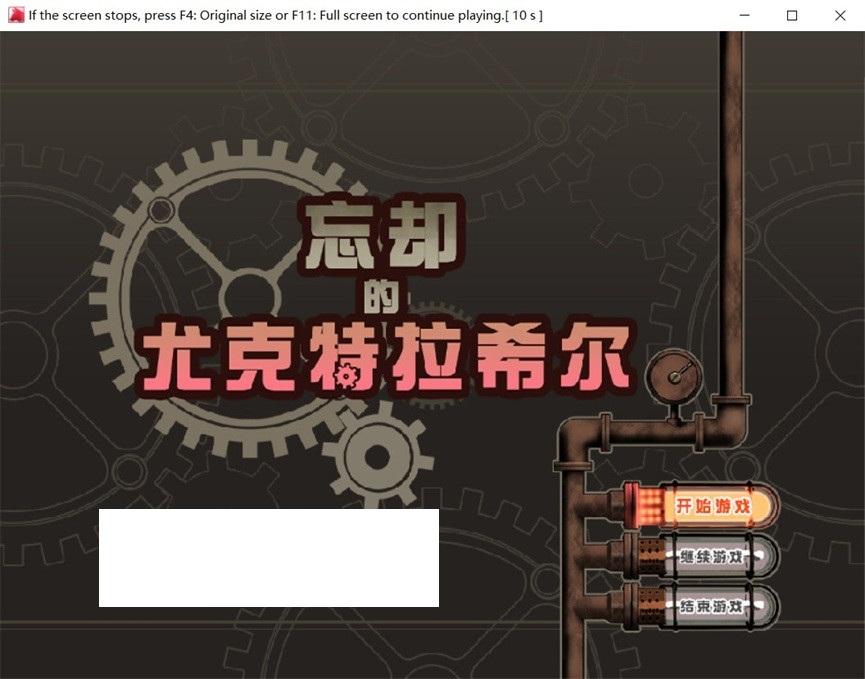 If the screen stops, press F4: Original size or F11: Full screen to continue playing.[ 10 s ]
忘却
的
尤克特拉希尔
开始游戏
继续游戏
结束游戏